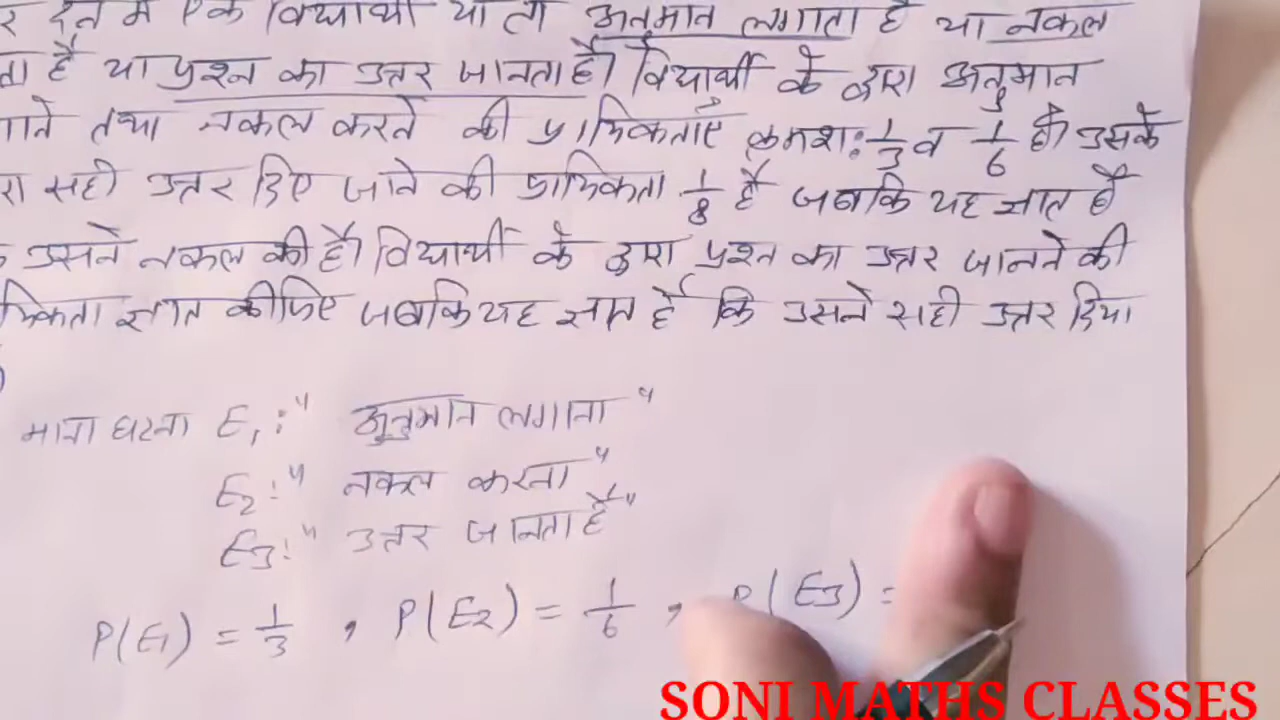 र देने में एक विद्यार्थी या तो अनुमान लगाता है या नकल
ता है या प्रश्न का उत्तर जानता है। विद्यार्थी के द्वारा अनुमान
गाने तथा नकल करने की प्रायिकताएँ क्रमशः 1/3 व 1/6 है। उसके
रा सही उत्तर दिए जाने की प्रायिकता 1/8 है जबकि यह ज्ञात है
उसने नकल की है। विद्यार्थी के द्वारा प्रश्न का उत्तर जानने की
यिकता ज्ञात कीजिए जबकि यह ज्ञात है कि उसने सही उत्तर दिया
माना घटना E₁:" अनुमान लगाना "
E₂:" नकल करना "
E₃:" उत्तर जानता है "
P(E₁) = 1/3 , P(E₂) = 1/6 , P(E₃) =
SONI MATHS CLASSES